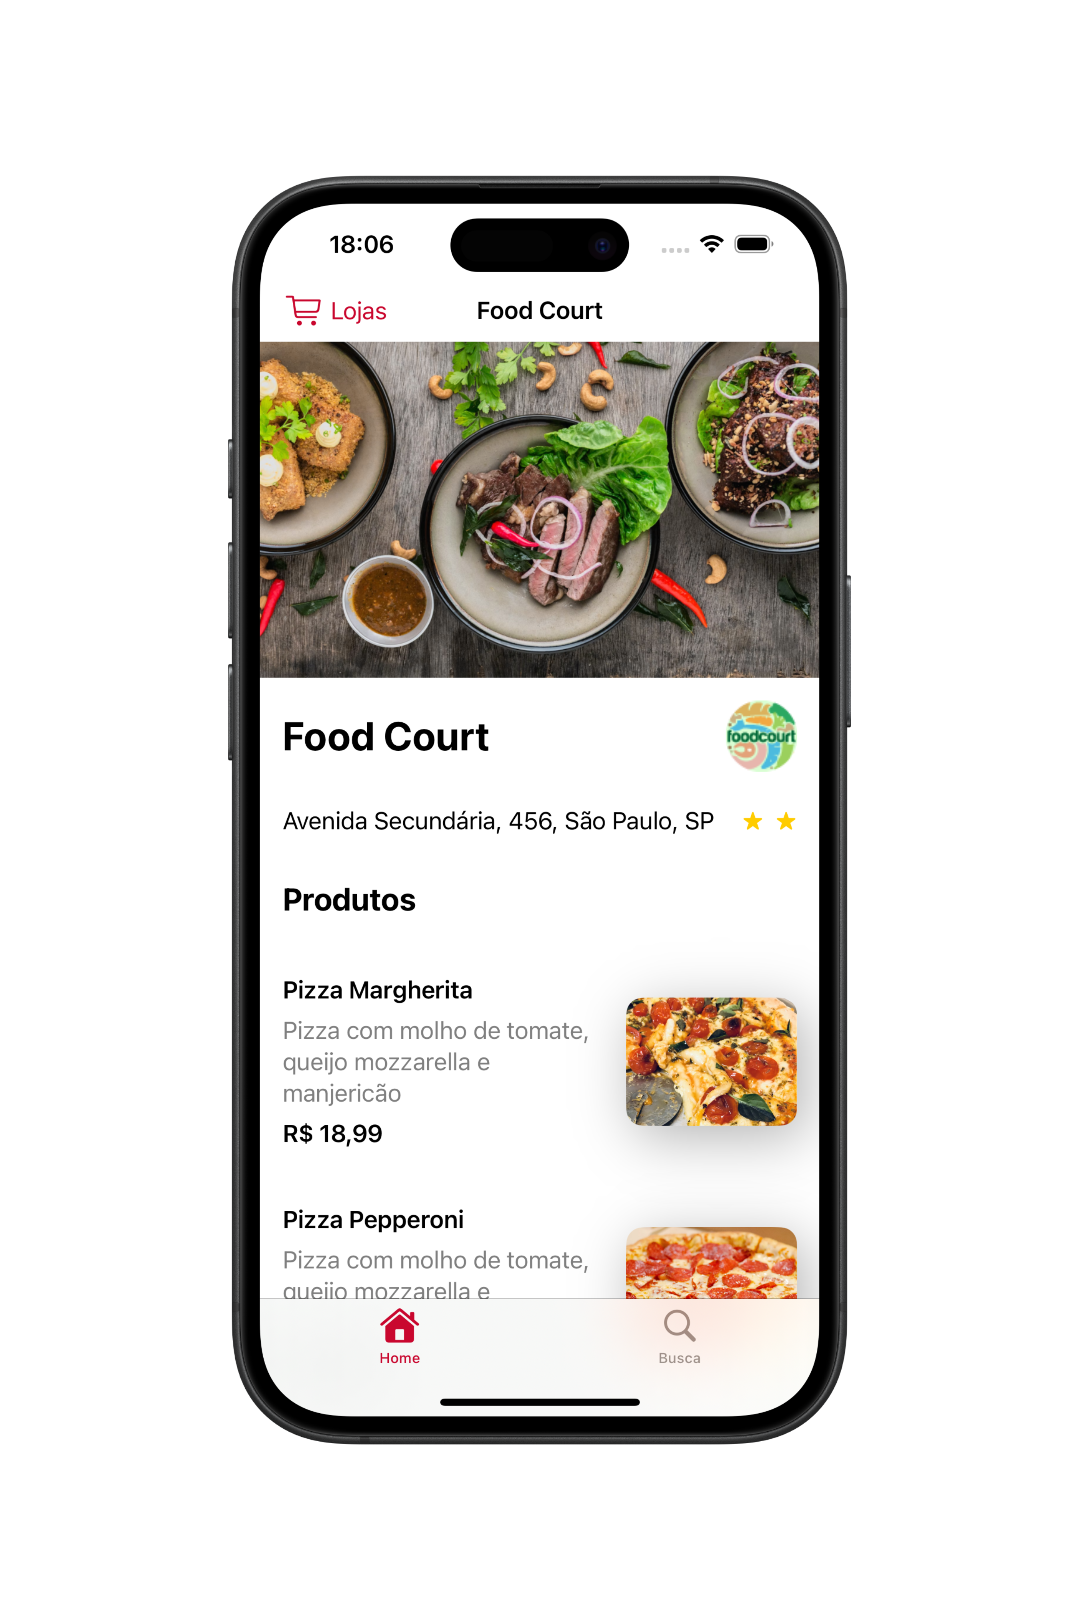 18:06
Lojas
Food Court
Food Court
foodcourt
Avenida Secundária, 456, São Paulo, SP
Produtos
Pizza Margherita
Pizza com molho de tomate,
queijo mozzarella e
manjericão
R$ 18,99
Pizza Pepperoni
Pizza com molho de tomate,
queijo mozzarella e
Home
Busca